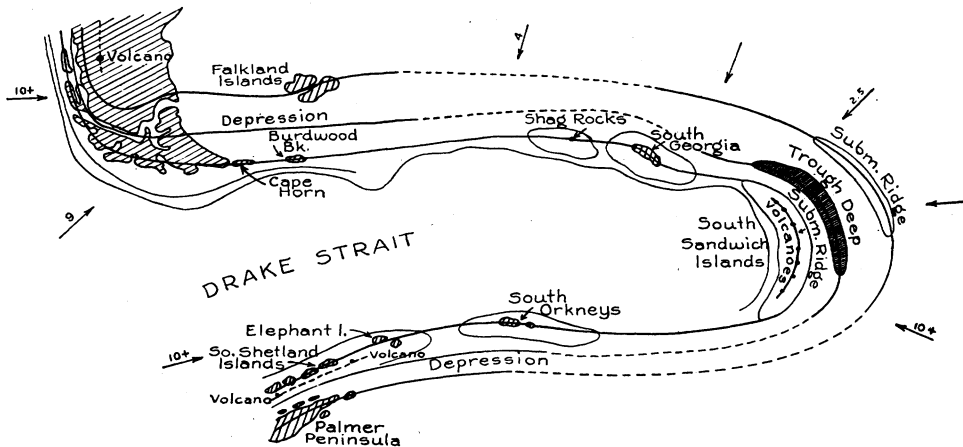 Volcano
10+
Falkland
Islands
4
2.5
Depression
Burdwood
Bk.
Shag Rocks
South
Georgia
Cape
Horn
9
Trough Deep
Subm. Ridge
Subm. Ridge
Volcanoes
South
Sandwich
Islands
DRAKE STRAIT
South
Orkneys
Elephant I.
10+
So. Shetland
Islands
Volcano
Volcano
Depression
10+
Palmer
Peninsula